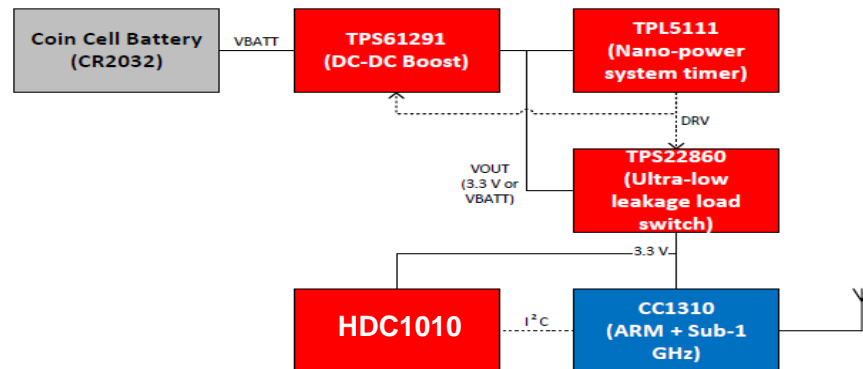 Coin Cell Battery
(CR2032)
VBATT
TPS61291
(DC-DC Boost)
TPL5111
(Nano-power
system timer)
DRV
VOUT
(3.3 V or
VBATT)
TPS22860
(Ultra-low
leakage load
switch)
3.3 V
HDC1010
I²C
CC1310
(ARM + Sub-1
GHz)